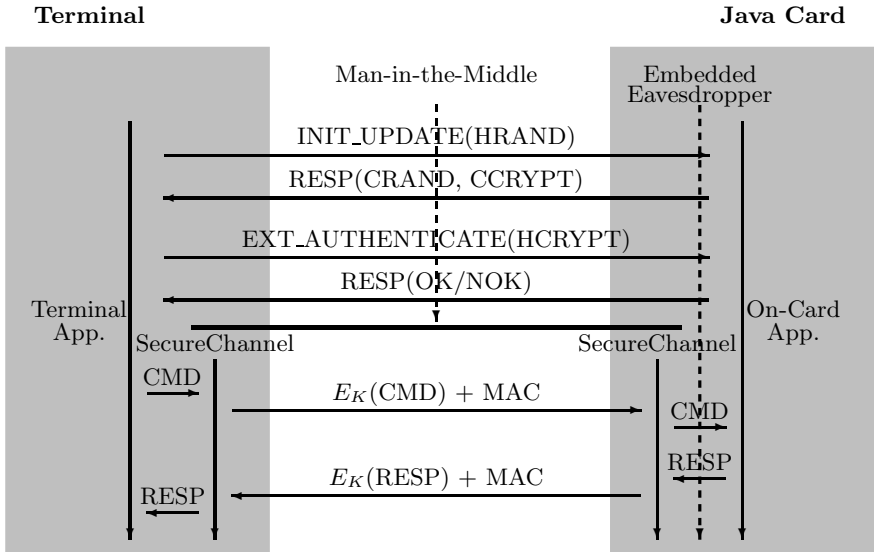 Terminal
Java Card
Man-in-the-Middle
Embedded
Eavesdropper
INIT_UPDATE(HRAND)
RESP(CRAND, CCRYPT)
EXT_AUTHENTICATE(HCRYPT)
RESP(OK/NOK)
Terminal
App.
On-Card
App.
SecureChannel
SecureChannel
CMD
E_K(CMD) + MAC
CMD
RESP
E_K(RESP) + MAC
RESP